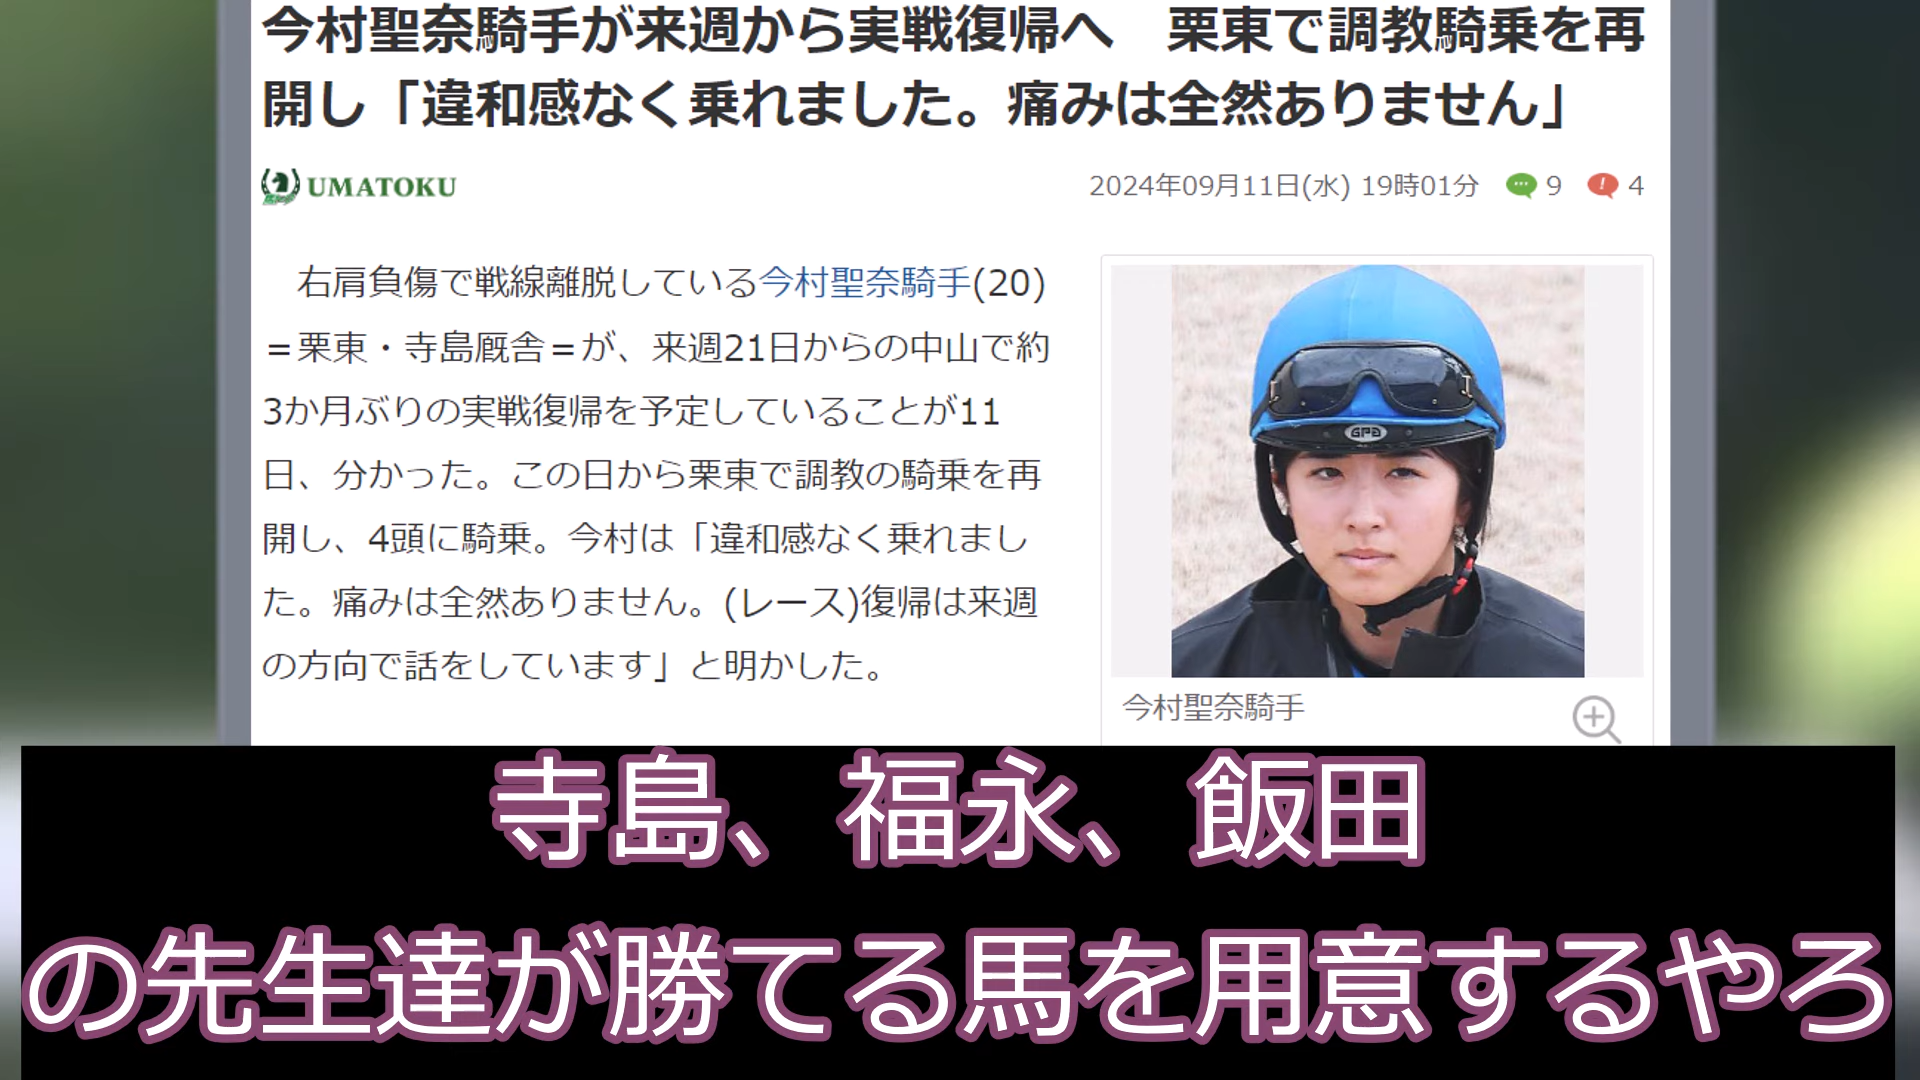 今村聖奈騎手が来週から実戦復帰へ　栗東で調教騎乗を再
開し「違和感なく乗れました。痛みは全然ありません」
UMATOKU
2024年09月11日(水) 19時01分 9 4
右肩負傷で戦線離脱している今村聖奈騎手(20)
＝栗東・寺島厩舎＝が、来週21日からの中山で約
3か月ぶりの実戦復帰を予定していることが11
日、分かった。この日から栗東で調教の騎乗を再
開し、4頭に騎乗。今村は「違和感なく乗れまし
た。痛みは全然ありません。(レース)復帰は来週
の方向で話をしています」と明かした。
GPA
今村聖奈騎手
寺島、福永、飯田
の先生達が勝てる馬を用意するやろ